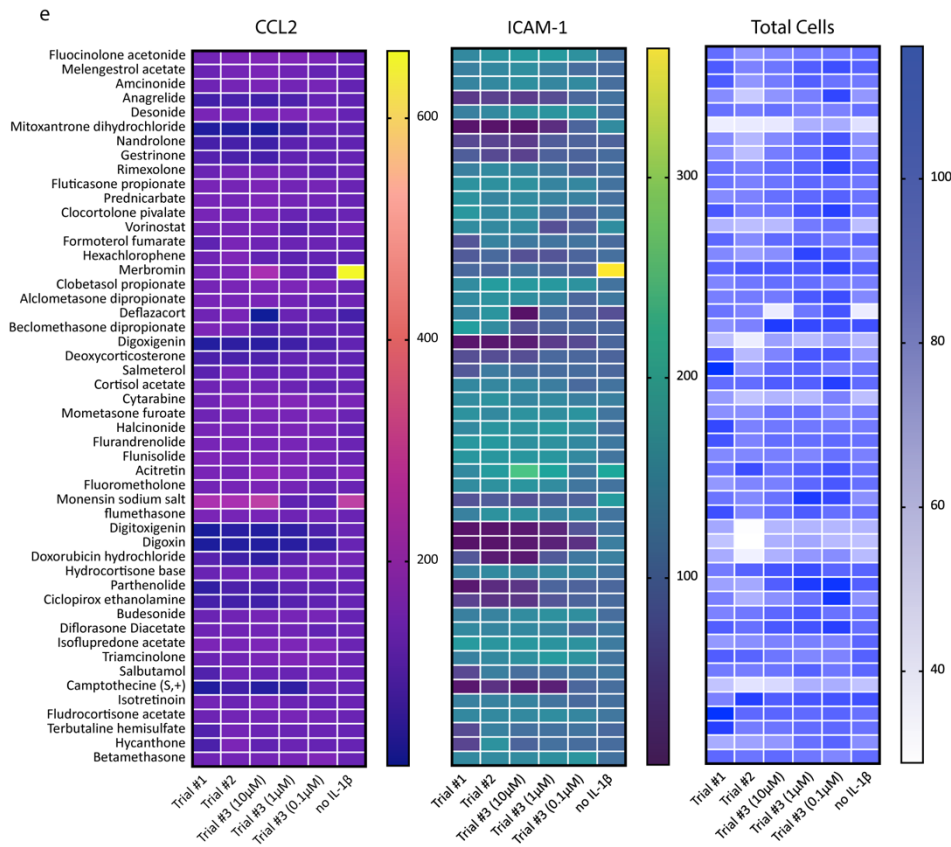 e
CCL2
ICAM-1
Total Cells
Fluocinolone acetonide
Melengestrol acetate
Amcinonide
Anagrelide
Desonide
Mitoxantrone dihydrochloride
Nandrolone
Gestrinone
Rimexolone
Fluticasone propionate
Prednicarbate
Clocortolone pivalate
Vorinostat
Formoterol fumarate
Hexachlorophene
Merbromin
Clobetasol propionate
Alclometasone dipropionate
Deflazacort
Beclomethasone dipropionate
Digoxigenin
Deoxycorticosterone
Salmeterol
Cortisol acetate
Cytarabine
Mometasone furoate
Halcinonide
Flurandrenolide
Flunisolide
Acitretin
Fluorometholone
Monensin sodium salt
flumethasone
Digitoxigenin
Digoxin
Doxorubicin hydrochloride
Hydrocortisone base
Parthenolide
Ciclopirox ethanolamine
Budesonide
Diflorasone Diacetate
Isoflupredone acetate
Triamcinolone
Salbutamol
Camptothecine (S,+)
Isotretinoin
Fludrocortisone acetate
Terbutaline hemisulfate
Hycanthone
Betamethasone
600
400
200
300
200
100
100
80
60
40
Trial #1
Trial #2
Trial #3 (10μM)
Trial #3 (1μM)
Trial #3 (0.1μM)
no IL-1β
Trial #1
Trial #2
Trial #3 (10μM)
Trial #3 (1μM)
Trial #3 (0.1μM)
no IL-1β
Trial #1
Trial #2
Trial #3 (10μM)
Trial #3 (1μM)
Trial #3 (0.1μM)
no IL-1β